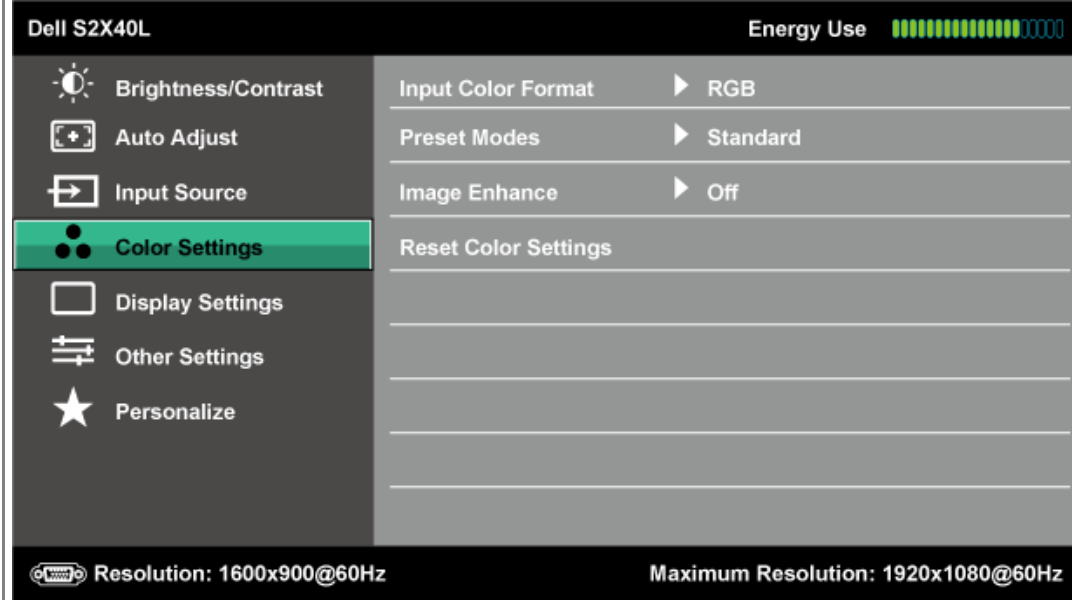 Dell S2X40L Energy Use
Brightness/Contrast Input Color Format RGB
Auto Adjust Preset Modes Standard
Input Source Image Enhance Off
Color Settings Reset Color Settings
Display Settings
Other Settings
Personalize
Resolution: 1600x900@60Hz Maximum Resolution: 1920x1080@60Hz